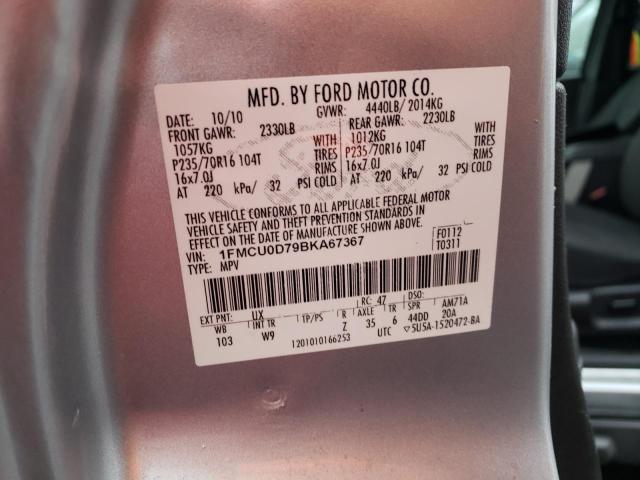 MFD. BY FORD MOTOR CO.
DATE: 10/10 GVWR: 4440LB/ 2014KG
FRONT GAWR: 2330LB REAR GAWR: 2230LB
1057KG WITH 1012KG WITH
P235/70R16 104T TIRES P235/70R16 104T TIRES
16x7.0J RIMS 16x7.0J RIMS
AT 220 kPa/ 32 PSI COLD AT 220 kPa/ 32 PSI COLD
THIS VEHICLE CONFORMS TO ALL APPLICABLE FEDERAL MOTOR
VEHICLE SAFETY AND THEFT PREVENTION STANDARDS IN
EFFECT ON THE DATE OF MANUFACTURE SHOWN ABOVE.
VIN: 1FMCU0D79BKA67367 F0112
TYPE: MPV T0311
EXT PNT: UX RC: 47 DSO:
WB INT TR TP/PS R AXLE TR SPR AM71A
103 W9 Z 35 6 44DD 20A
1201010166253 UTC 5U5A-1520472-BA